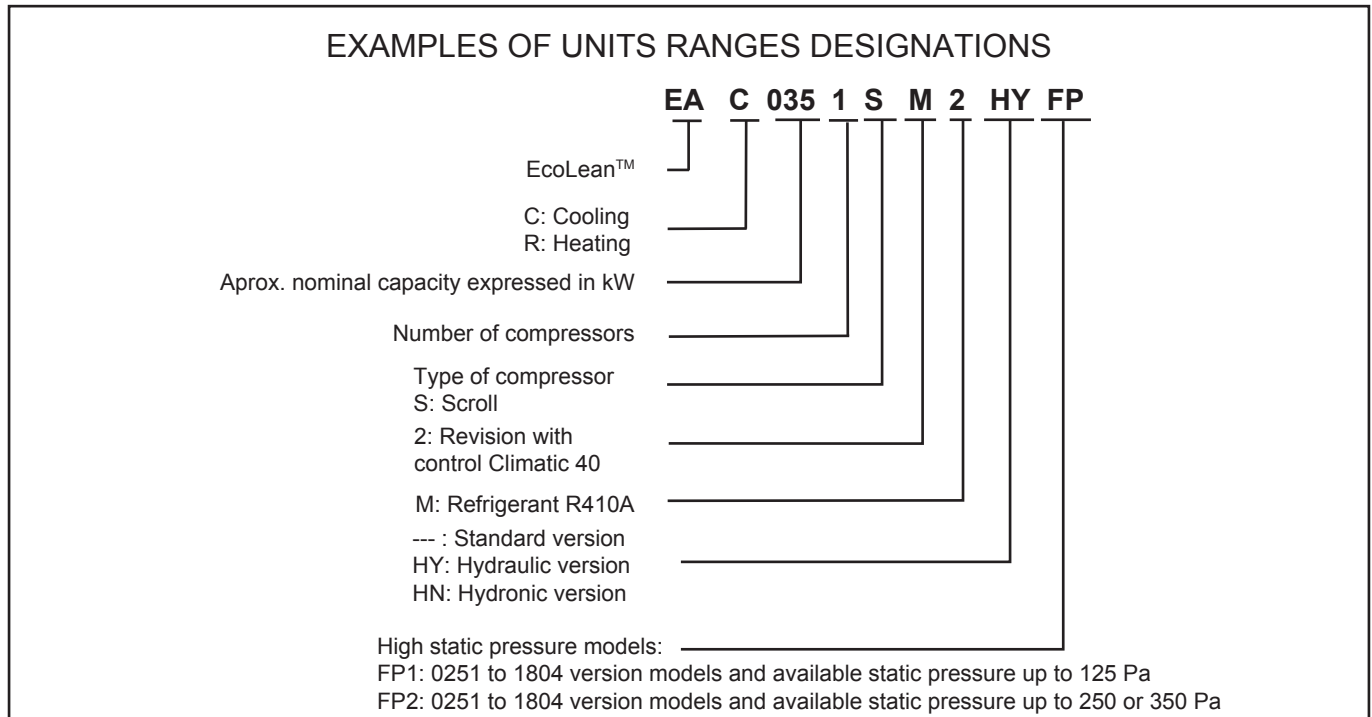 EXAMPLES OF UNITS RANGES DESIGNATIONS
EA C 035 1 S M 2 HY FP
EcoLean™
C: Cooling
R: Heating
Aprox. nominal capacity expressed in kW
Number of compressors
Type of compressor
S: Scroll
2: Revision with
control Climatic 40
M: Refrigerant R410A
--- : Standard version
HY: Hydraulic version
HN: Hydronic version
High static pressure models:
FP1: 0251 to 1804 version models and available static pressure up to 125 Pa
FP2: 0251 to 1804 version models and available static pressure up to 250 or 350 Pa